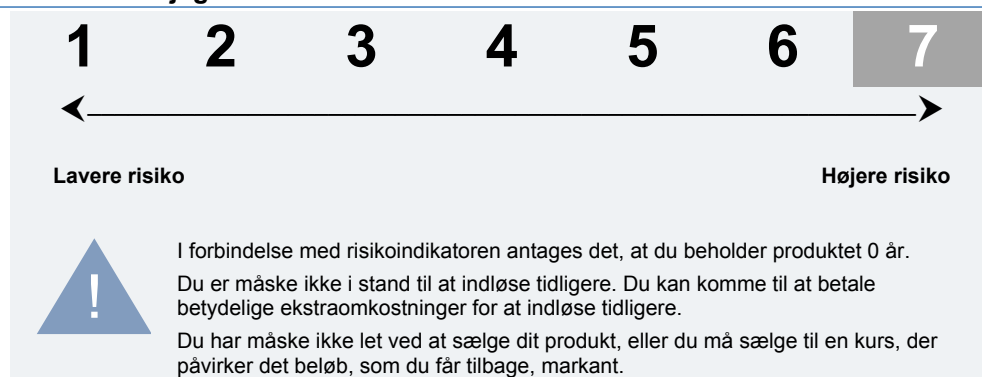 1 2 3 4 5 6 7
Lavere risiko Højere risiko
!
I forbindelse med risikoindikatoren antages det, at du beholder produktet 0 år.
Du er måske ikke i stand til at indløse tidligere. Du kan komme til at betale
betydelige ekstraomkostninger for at indløse tidligere.
Du har måske ikke let ved at sælge dit produkt, eller du må sælge til en kurs, der
påvirker det beløb, som du får tilbage, markant.